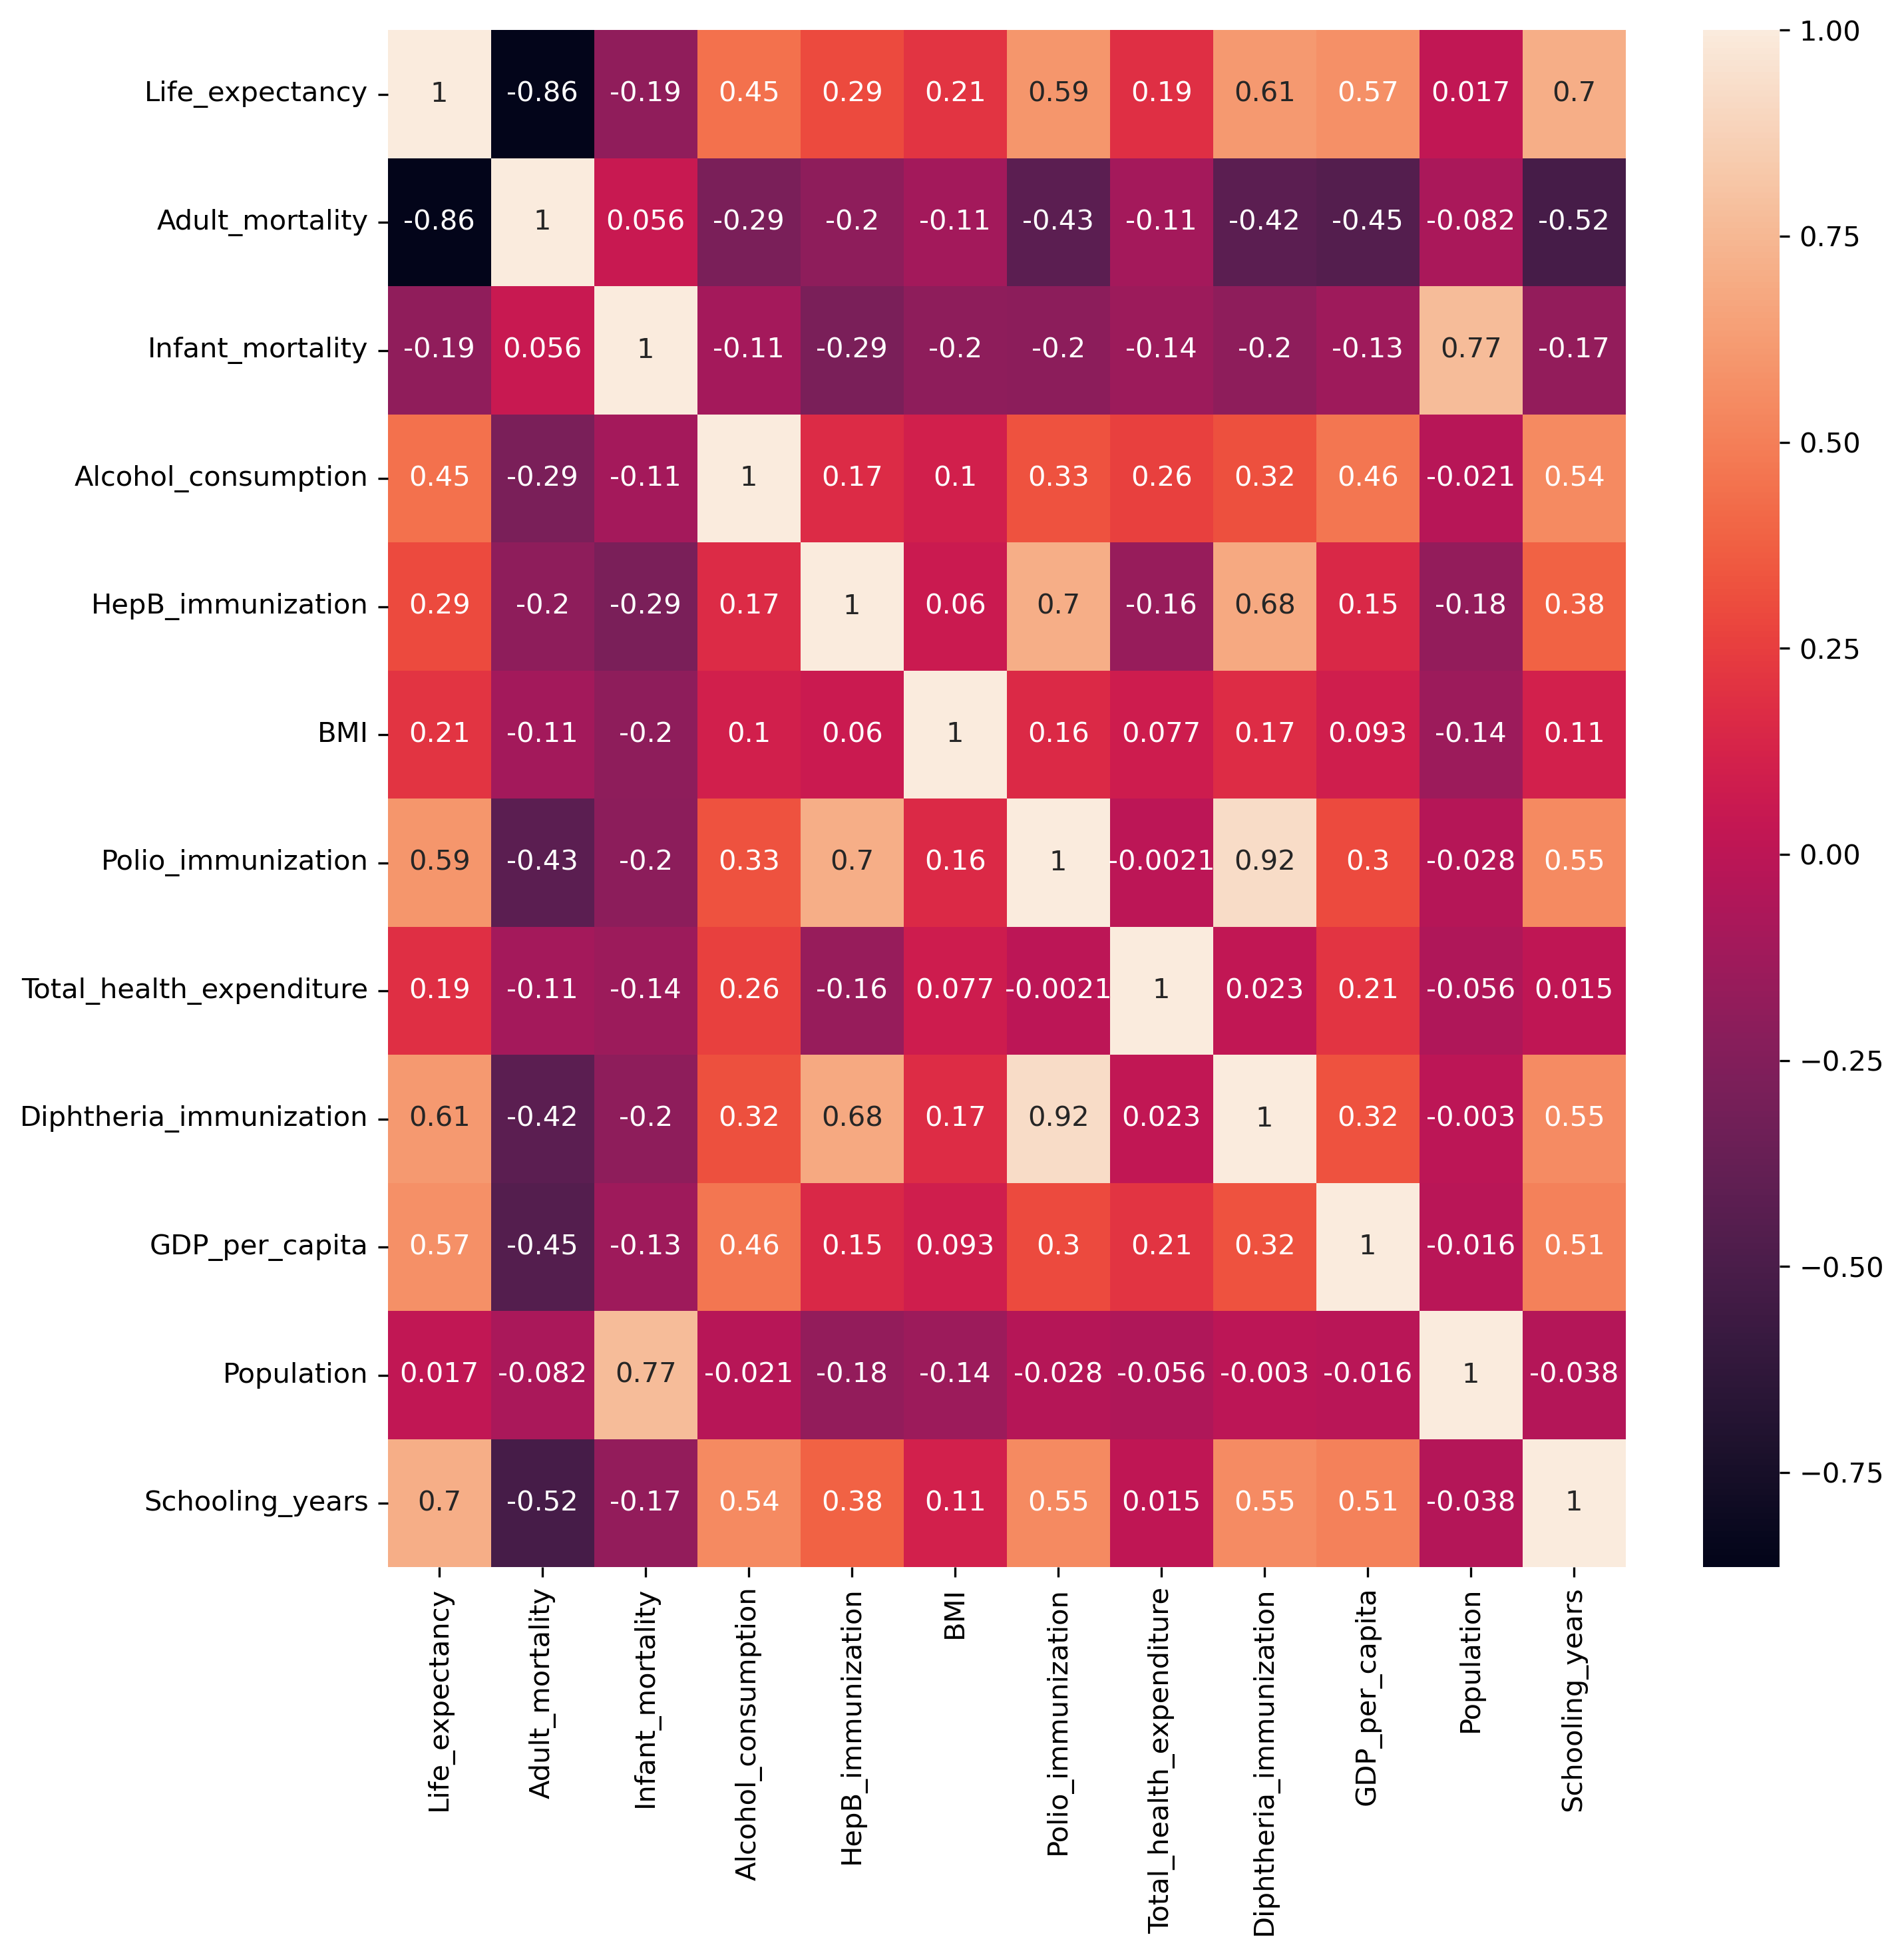 Life_expectancy 1 -0.86 -0.19 0.45 0.29 0.21 0.59 0.19 0.61 0.57 0.017 0.7
Adult_mortality -0.86 1 0.056 -0.29 -0.2 -0.11 -0.43 -0.11 -0.42 -0.45 -0.082 -0.52
Infant_mortality -0.19 0.056 1 -0.11 -0.29 -0.2 -0.2 -0.14 -0.2 -0.13 0.77 -0.17
Alcohol_consumption 0.45 -0.29 -0.11 1 0.17 0.1 0.33 0.26 0.32 0.46 -0.021 0.54
HepB_immunization 0.29 -0.2 -0.29 0.17 1 0.06 0.7 -0.16 0.68 0.15 -0.18 0.38
BMI 0.21 -0.11 -0.2 0.1 0.06 1 0.16 0.077 0.17 0.093 -0.14 0.11
Polio_immunization 0.59 -0.43 -0.2 0.33 0.7 0.16 1 -0.0021 0.92 0.3 -0.028 0.55
Total_health_expenditure 0.19 -0.11 -0.14 0.26 -0.16 0.077 -0.0021 1 0.023 0.21 -0.056 0.015
Diphtheria_immunization 0.61 -0.42 -0.2 0.32 0.68 0.17 0.92 0.023 1 0.32 -0.003 0.55
GDP_per_capita 0.57 -0.45 -0.13 0.46 0.15 0.093 0.3 0.21 0.32 1 -0.016 0.51
Population 0.017 -0.082 0.77 -0.021 -0.18 -0.14 -0.028 -0.056 -0.003 -0.016 1 -0.038
Schooling_years 0.7 -0.52 -0.17 0.54 0.38 0.11 0.55 0.015 0.55 0.51 -0.038 1
Life_expectancy
Adult_mortality
Infant_mortality
Alcohol_consumption
HepB_immunization
BMI
Polio_immunization
Total_health_expenditure
Diphtheria_immunization
GDP_per_capita
Population
Schooling_years
1.00
0.75
0.50
0.25
0.00
−0.25
−0.50
−0.75